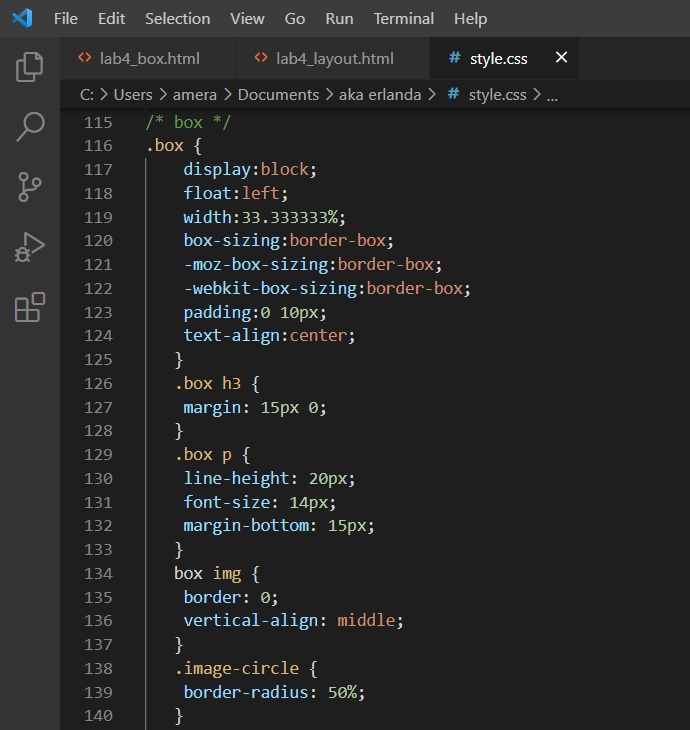 File Edit Selection View Go Run Terminal Help
lab4_box.html lab4_layout.html # style.css ×
C: > Users > amera > Documents > aka erlanda > # style.css > ...
115 /* box */
116 .box {
117 display:block;
118 float:left;
119 width:33.333333%;
120 box-sizing:border-box;
121 -moz-box-sizing:border-box;
122 -webkit-box-sizing:border-box;
123 padding:0 10px;
124 text-align:center;
125 }
126 .box h3 {
127 margin: 15px 0;
128 }
129 .box p {
130 line-height: 20px;
131 font-size: 14px;
132 margin-bottom: 15px;
133 }
134 box img {
135 border: 0;
136 vertical-align: middle;
137 }
138 .image-circle {
139 border-radius: 50%;
140 }